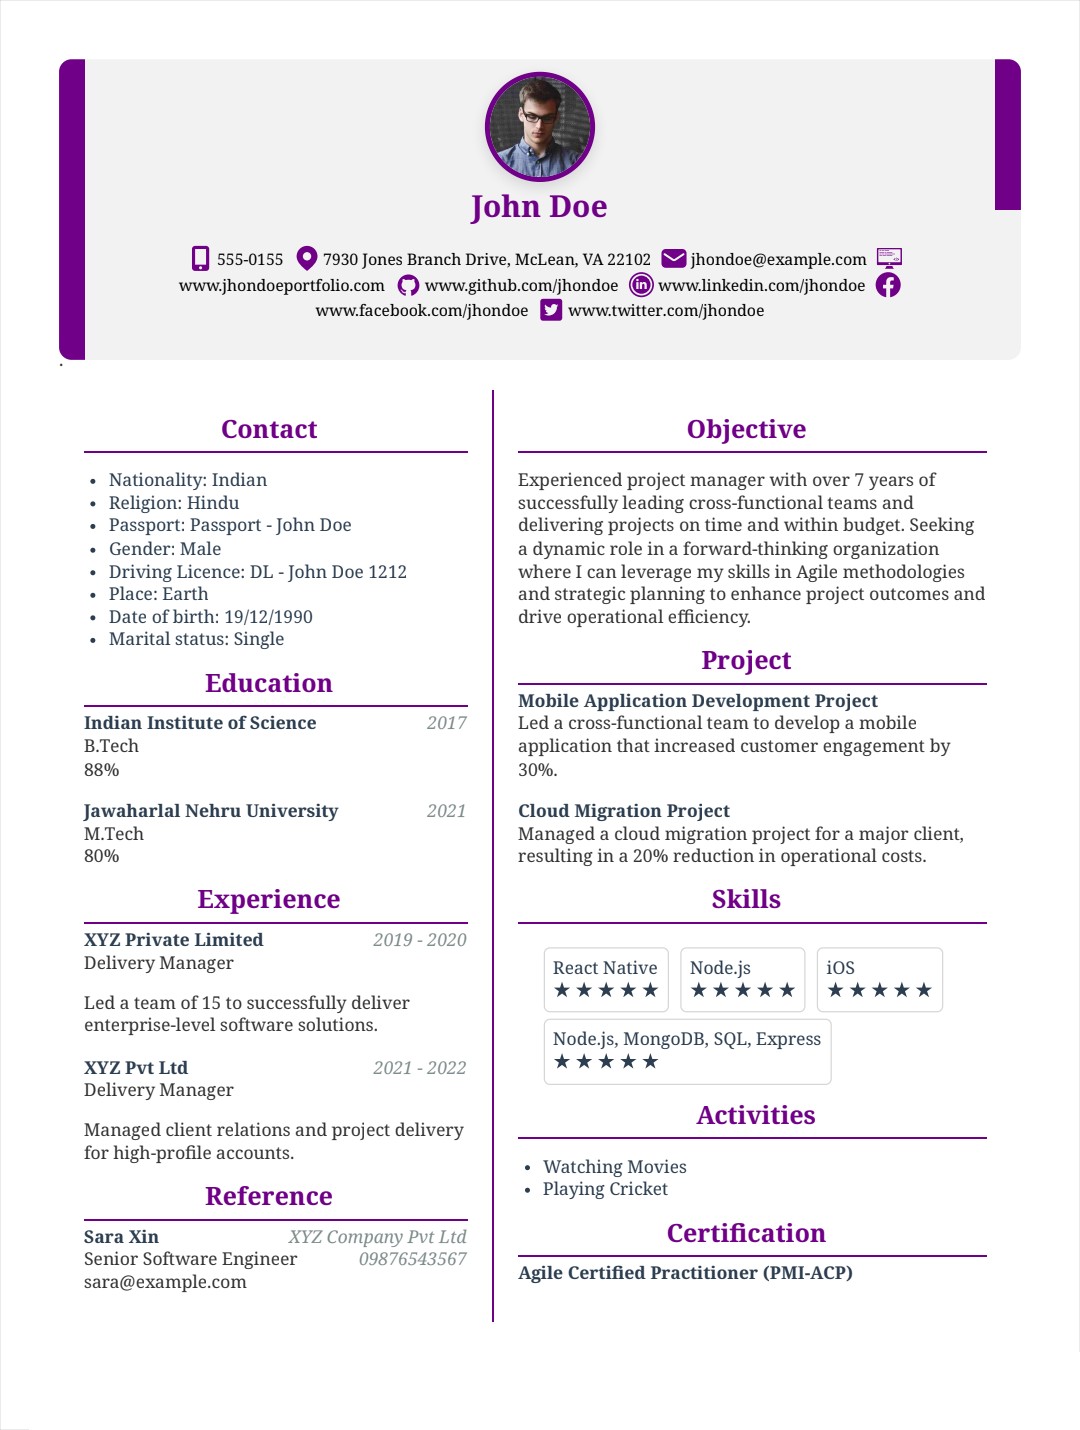 John Doe
555-0155 7930 Jones Branch Drive, McLean, VA 22102 jhondoe@example.com
www.jhondoeportfolio.com www.github.com/jhondoe www.linkedin.com/jhondoe
www.facebook.com/jhondoe www.twitter.com/jhondoe
.
Contact
• Nationality: Indian
• Religion: Hindu
• Passport: Passport - John Doe
• Gender: Male
• Driving Licence: DL - John Doe 1212
• Place: Earth
• Date of birth: 19/12/1990
• Marital status: Single
Education
Indian Institute of Science 2017
B.Tech
88%
Jawaharlal Nehru University 2021
M.Tech
80%
Experience
XYZ Private Limited 2019 - 2020
Delivery Manager
Led a team of 15 to successfully deliver
enterprise-level software solutions.
XYZ Pvt Ltd 2021 - 2022
Delivery Manager
Managed client relations and project delivery
for high-profile accounts.
Reference
Sara Xin XYZ Company Pvt Ltd
Senior Software Engineer 09876543567
sara@example.com
Objective
Experienced project manager with over 7 years of
successfully leading cross-functional teams and
delivering projects on time and within budget. Seeking
a dynamic role in a forward-thinking organization
where I can leverage my skills in Agile methodologies
and strategic planning to enhance project outcomes and
drive operational efficiency.
Project
Mobile Application Development Project
Led a cross-functional team to develop a mobile
application that increased customer engagement by
30%.
Cloud Migration Project
Managed a cloud migration project for a major client,
resulting in a 20% reduction in operational costs.
Skills
React Native Node.js iOS
★★★★★ ★★★★★ ★★★★★
Node.js, MongoDB, SQL, Express
★★★★★
Activities
• Watching Movies
• Playing Cricket
Certification
Agile Certified Practitioner (PMI-ACP)